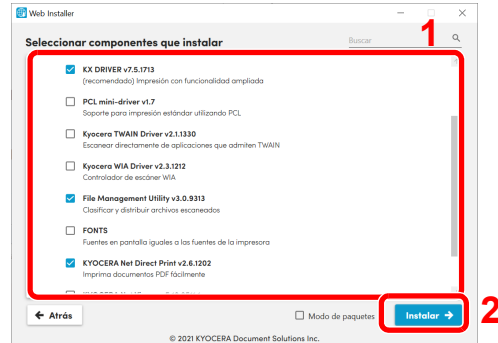 Web Installer
1
Seleccionar componentes que instalar
Buscar
KX DRIVER v7.5.1713
(recomendado) Impresión con funcionalidad ampliada
PCL mini-driver v1.7
Soporte para impresión estándar utilizando PCL
Kyocera TWAIN Driver v2.1.1330
Escanear directamente de aplicaciones que admiten TWAIN
Kyocera WIA Driver v2.3.1212
Controlador de escáner WIA
File Management Utility v3.0.9313
Clasificar y distribuir archivos escaneados
FONTS
Fuentes en pantalla iguales a las fuentes de la impresora
KYOCERA Net Direct Print v2.6.1202
Imprima documentos PDF fácilmente
Atrás
Modo de paquetes
Instalar
2
© 2021 KYOCERA Document Solutions Inc.